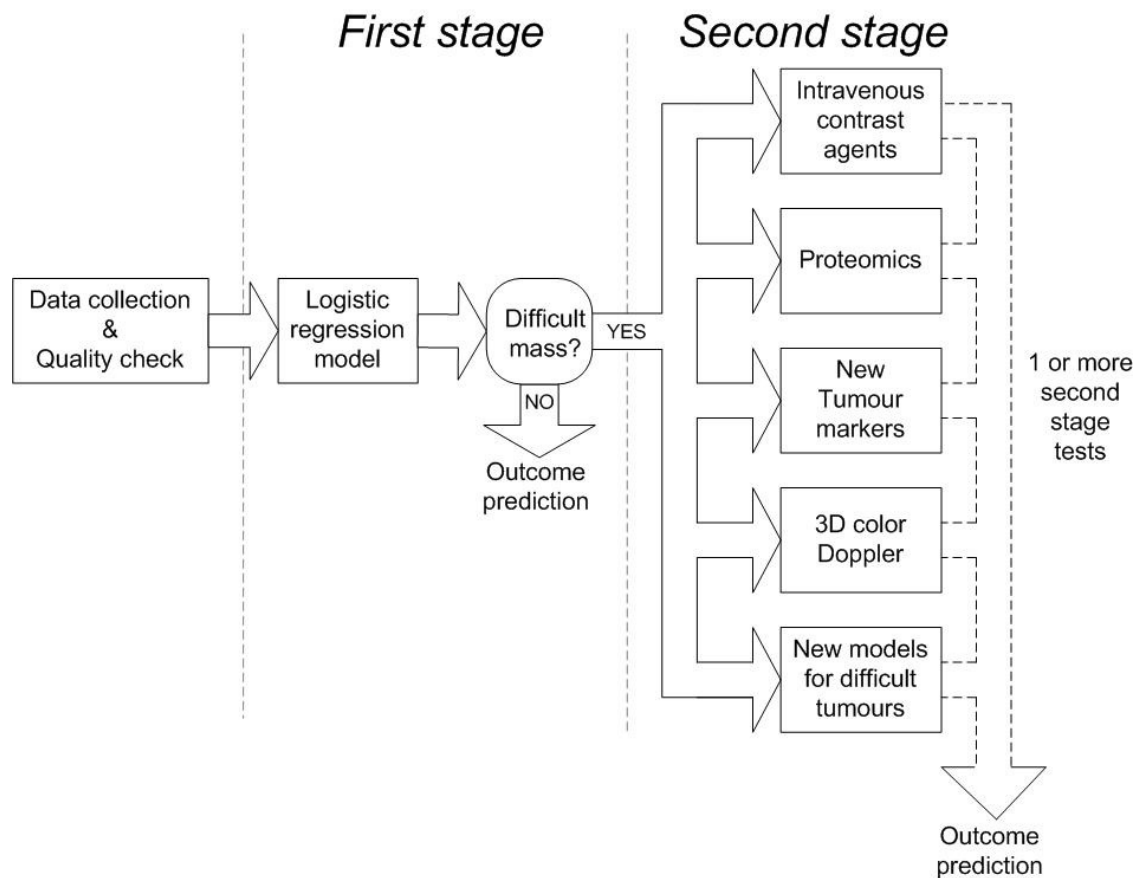 First stage
Second stage
Data collection
&
Quality check
Logistic
regression
model
Difficult
mass?
YES
NO
Outcome
prediction
Intravenous
contrast
agents
Proteomics
New
Tumour
markers
3D color
Doppler
New models
for difficult
tumours
1 or more
second
stage
tests
Outcome
prediction